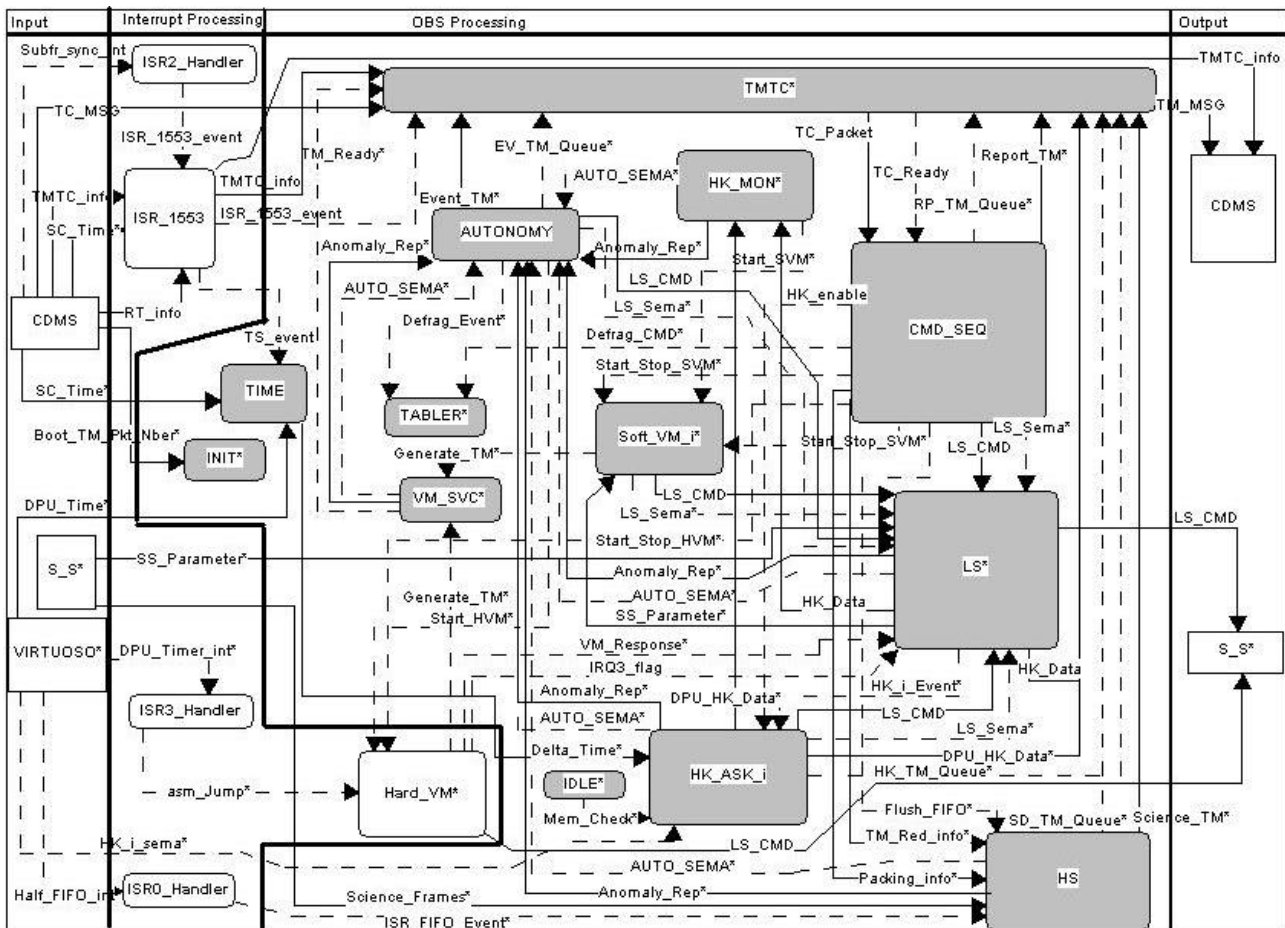 Input
Interrupt Processing
OBS Processing
Output
Subfr_sync_int
ISR2_Handler
TMTC_info
TMTC*
TC_MSG
TM_MSG
ISR_1553_event
TM_Ready*
EV_TM_Queue*
TC_Packet
Report_TM*
TMTC_info
AUTO_SEMA*
HK_MON*
TC_Ready
TMTC_info
ISR_1553
Event_TM*
RP_TM_Queue*
CDMS
ISR_1553_event
SC_Time*
AUTONOMY
Anomaly_Rep*
Anomaly_Rep*
Start_SVM*
LS_CMD
AUTO_SEMA*
LS_Sema*
HK_enable
CDMS
RT_info
Defrag_Event*
Defrag_CMD*
CMD_SEQ
TS_event
Start_Stop_SVM*
SC_Time*
TIME
TABLER*
Soft_VM_i*
LS_Sema*
Boot_TM_Pkt_Nber*
Start_Stop_SVM*
LS_CMD
INIT*
Generate_TM*
VM_SVC*
LS_CMD
DPU_Time*
LS_Sema*
LS_CMD
Start_Stop_HVM*
SS_Parameter*
S_S*
Anomaly_Rep*
LS*
Generate_TM*
AUTO_SEMA*
HK_Data
Start_HVM*
SS_Parameter*
VIRTUOSO*
DPU_Timer_int*
VM_Response*
S_S*
IRQ3_flag
HK_Data
Anomaly_Rep*
DPU_HK_Data*
HK_i_Event*
ISR3_Handler
AUTO_SEMA*
LS_CMD
LS_Sema*
Delta_Time*
DPU_HK_Data*
HK_ASK_i
HK_TM_Queue*
IDLE*
asm_Jump*
Hard_VM*
Mem_Check*
Flush_FIFO*
SD_TM_Queue*
Science_TM*
HK_i_sema*
LS_CMD
TM_Red_info*
AUTO_SEMA*
HS
Packing_info*
Half_FIFO_int
ISR0_Handler
Science_Frames*
Anomaly_Rep*
ISR_FIFO_Event*